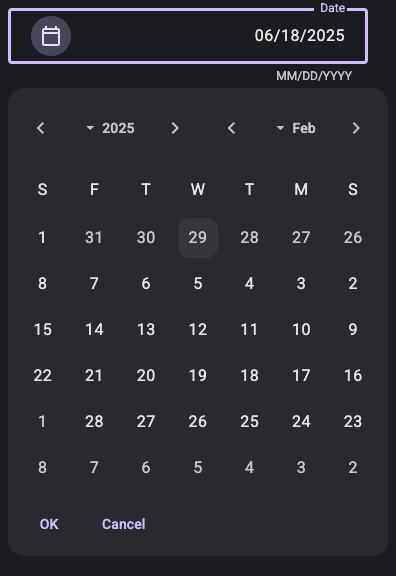 Date
06/18/2025
MM/DD/YYYY
2025 Feb
S F T W T M S
1 31 30 29 28 27 26
8 7 6 5 4 3 2
15 14 13 12 11 10 9
22 21 20 19 18 17 16
1 28 27 26 25 24 23
8 7 6 5 4 3 2
OK Cancel